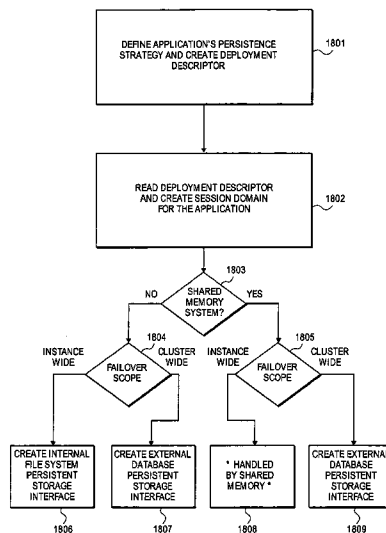 DEFINE APPLICATION'S PERSISTENCE
STRATEGY AND CREATE DEPLOYMENT
DESCRIPTOR
1801
READ DEPLOYMENT DESCRIPTOR
AND CREATE SESSION DOMAIN
FOR THE APPLICATION
1802
1803
SHARED
MEMORY
SYSTEM?
NO
YES
1804
1805
INSTANCE
WIDE
FAILOVER
SCOPE
CLUSTER
WIDE
INSTANCE
WIDE
FAILOVER
SCOPE
CLUSTER
WIDE
CREATE INTERNAL
FILE SYSTEM
PERSISTENT
STORAGE
INTERFACE
1806
CREATE EXTERNAL
DATABASE
PERSISTENT
STORAGE
INTERFACE
1807
* HANDLED
BY SHARED
MEMORY *
1808
CREATE EXTERNAL
DATABASE
PERSISTENT
STORAGE
INTERFACE
1809